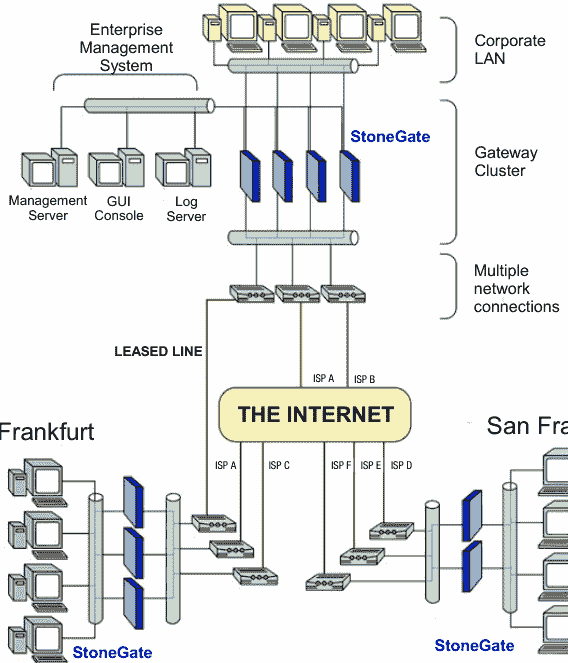 Enterprise
Management
System
Corporate
LAN
StoneGate
Gateway
Cluster
Management
Server
GUI
Console
Log
Server
Multiple
network
connections
LEASED LINE
ISP A
ISP B
THE INTERNET
Frankfurt
San Fra
ISP A
ISP C
ISP F
ISP E
ISP D
StoneGate
StoneGate